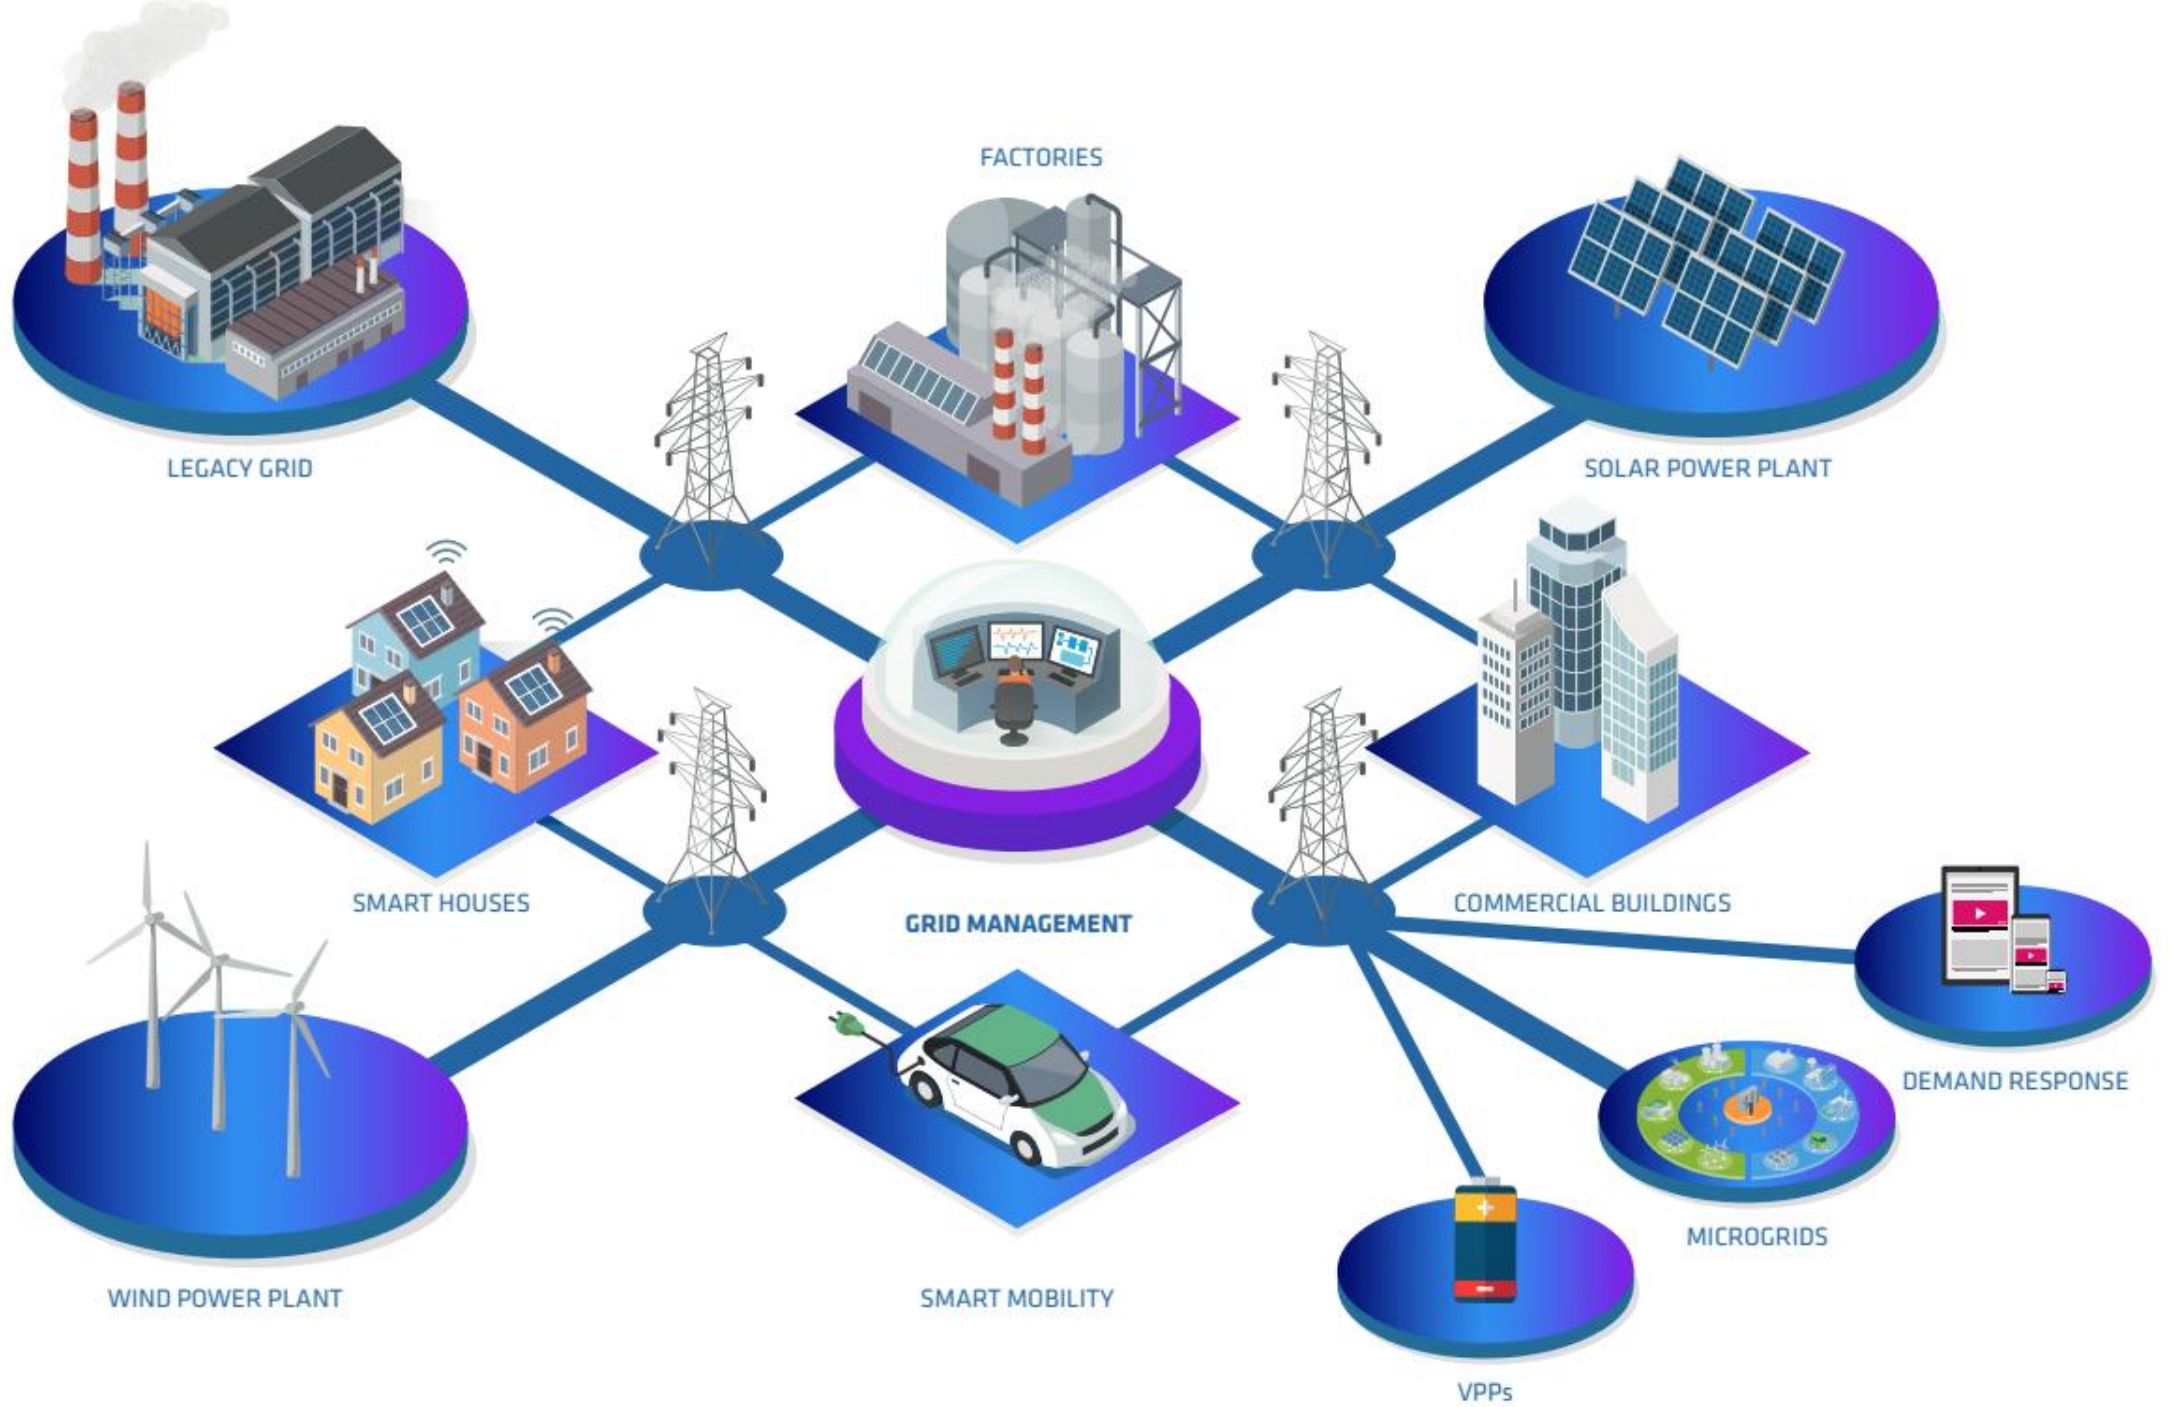 FACTORIES
LEGACY GRID
SOLAR POWER PLANT
SMART HOUSES
GRID MANAGEMENT
COMMERCIAL BUILDINGS
DEMAND RESPONSE
MICROGRIDS
WIND POWER PLANT
SMART MOBILITY
VPPs